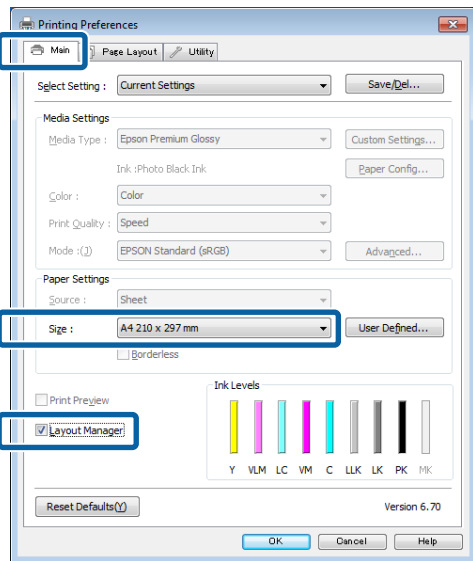 Printing Preferences
Main Page Layout Utility
Select Setting : Current Settings Save/Del...
Media Settings
Media Type : Epson Premium Glossy Custom Settings...
Ink :Photo Black Ink Paper Config...
Color : Color
Print Quality : Speed
Mode :(J) EPSON Standard (sRGB) Advanced...
Paper Settings
Source : Sheet
Size : A4 210 x 297 mm User Defined...
Borderless
Ink Levels
Print Preview
Layout Manager
Y VLM LC VM C LLK LK PK MK
Reset Defaults(Y) Version 6.70
OK Cancel Help